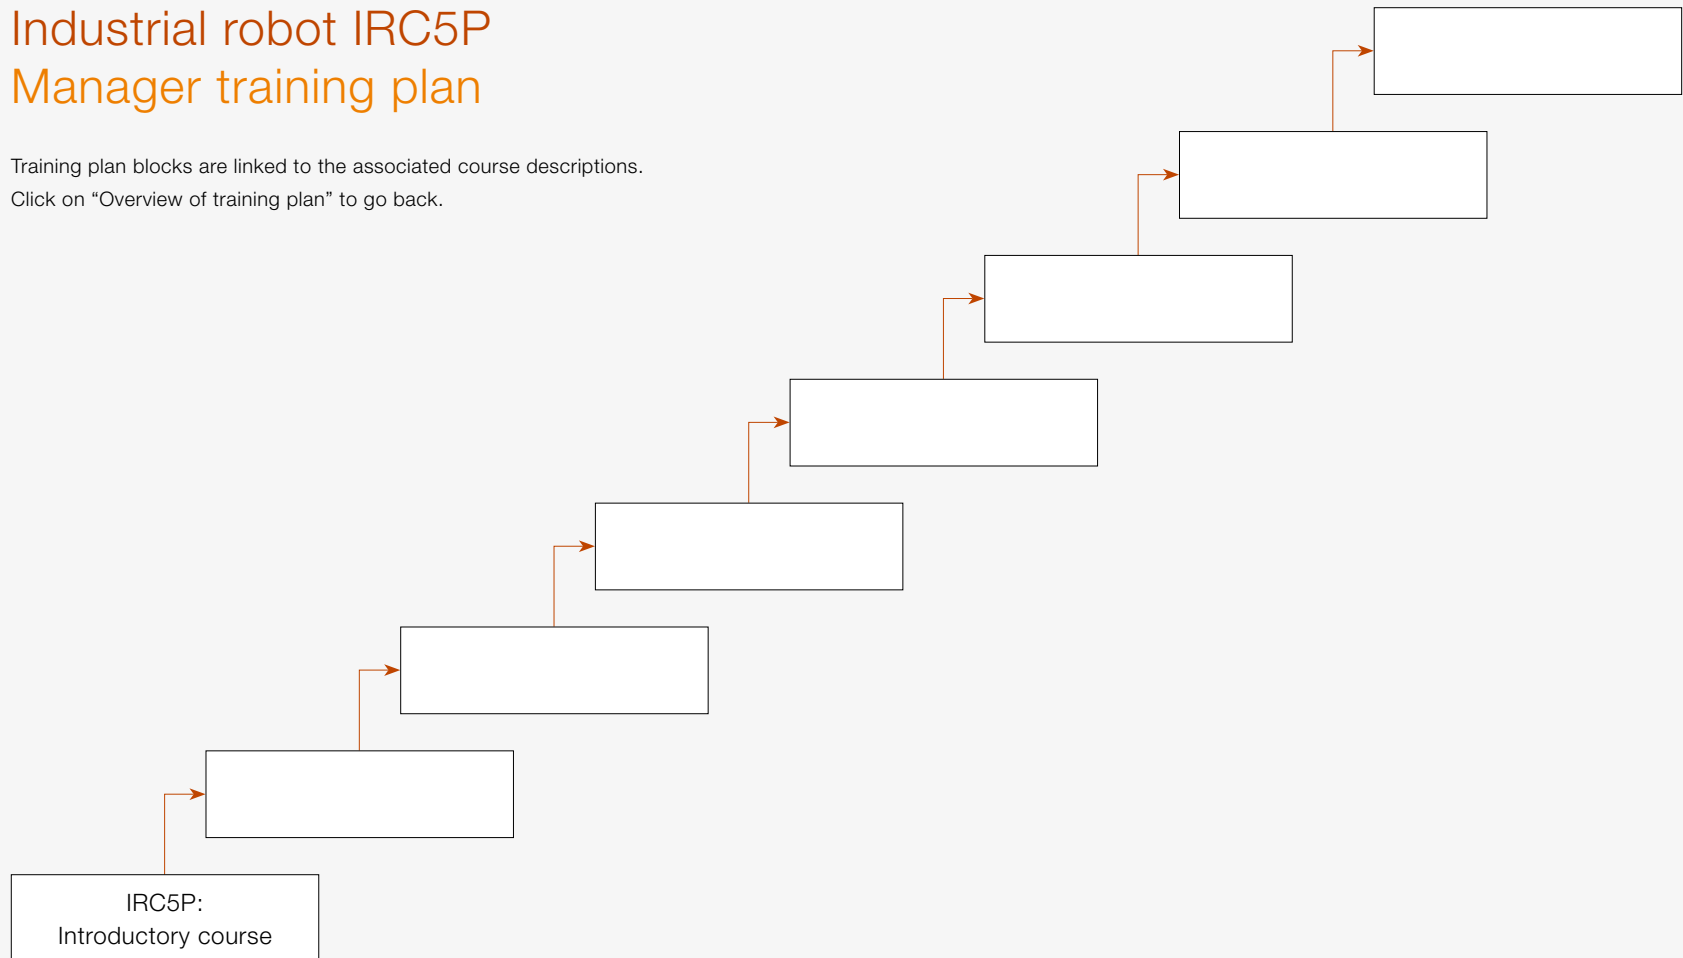 Industrial robot IRC5P
Manager training plan
Training plan blocks are linked to the associated course descriptions.
Click on “Overview of training plan” to go back.
IRC5P:
Introductory course